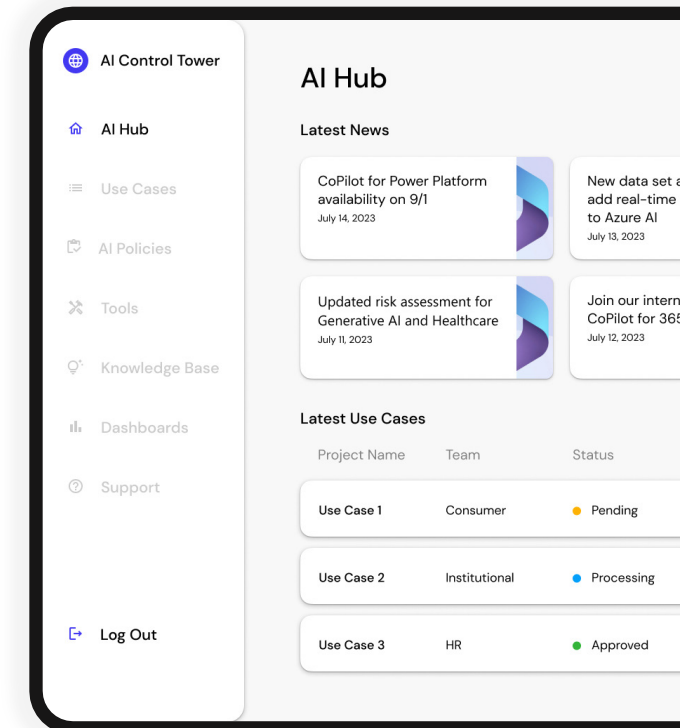 AI Control Tower
AI Hub
Use Cases
AI Policies
Tools
Knowledge Base
Dashboards
Support
Log Out
AI Hub
Latest News
CoPilot for Power Platform
availability on 9/1
July 14, 2023
New data set
add real-time
to Azure AI
July 13, 2023
Updated risk assessment for
Generative AI and Healthcare
July 11, 2023
Join our
CoPilot for
July 12, 2023
Latest Use Cases
Project Name Team Status
Use Case 1 Consumer Pending
Use Case 2 Institutional Processing
Use Case 3 HR Approved